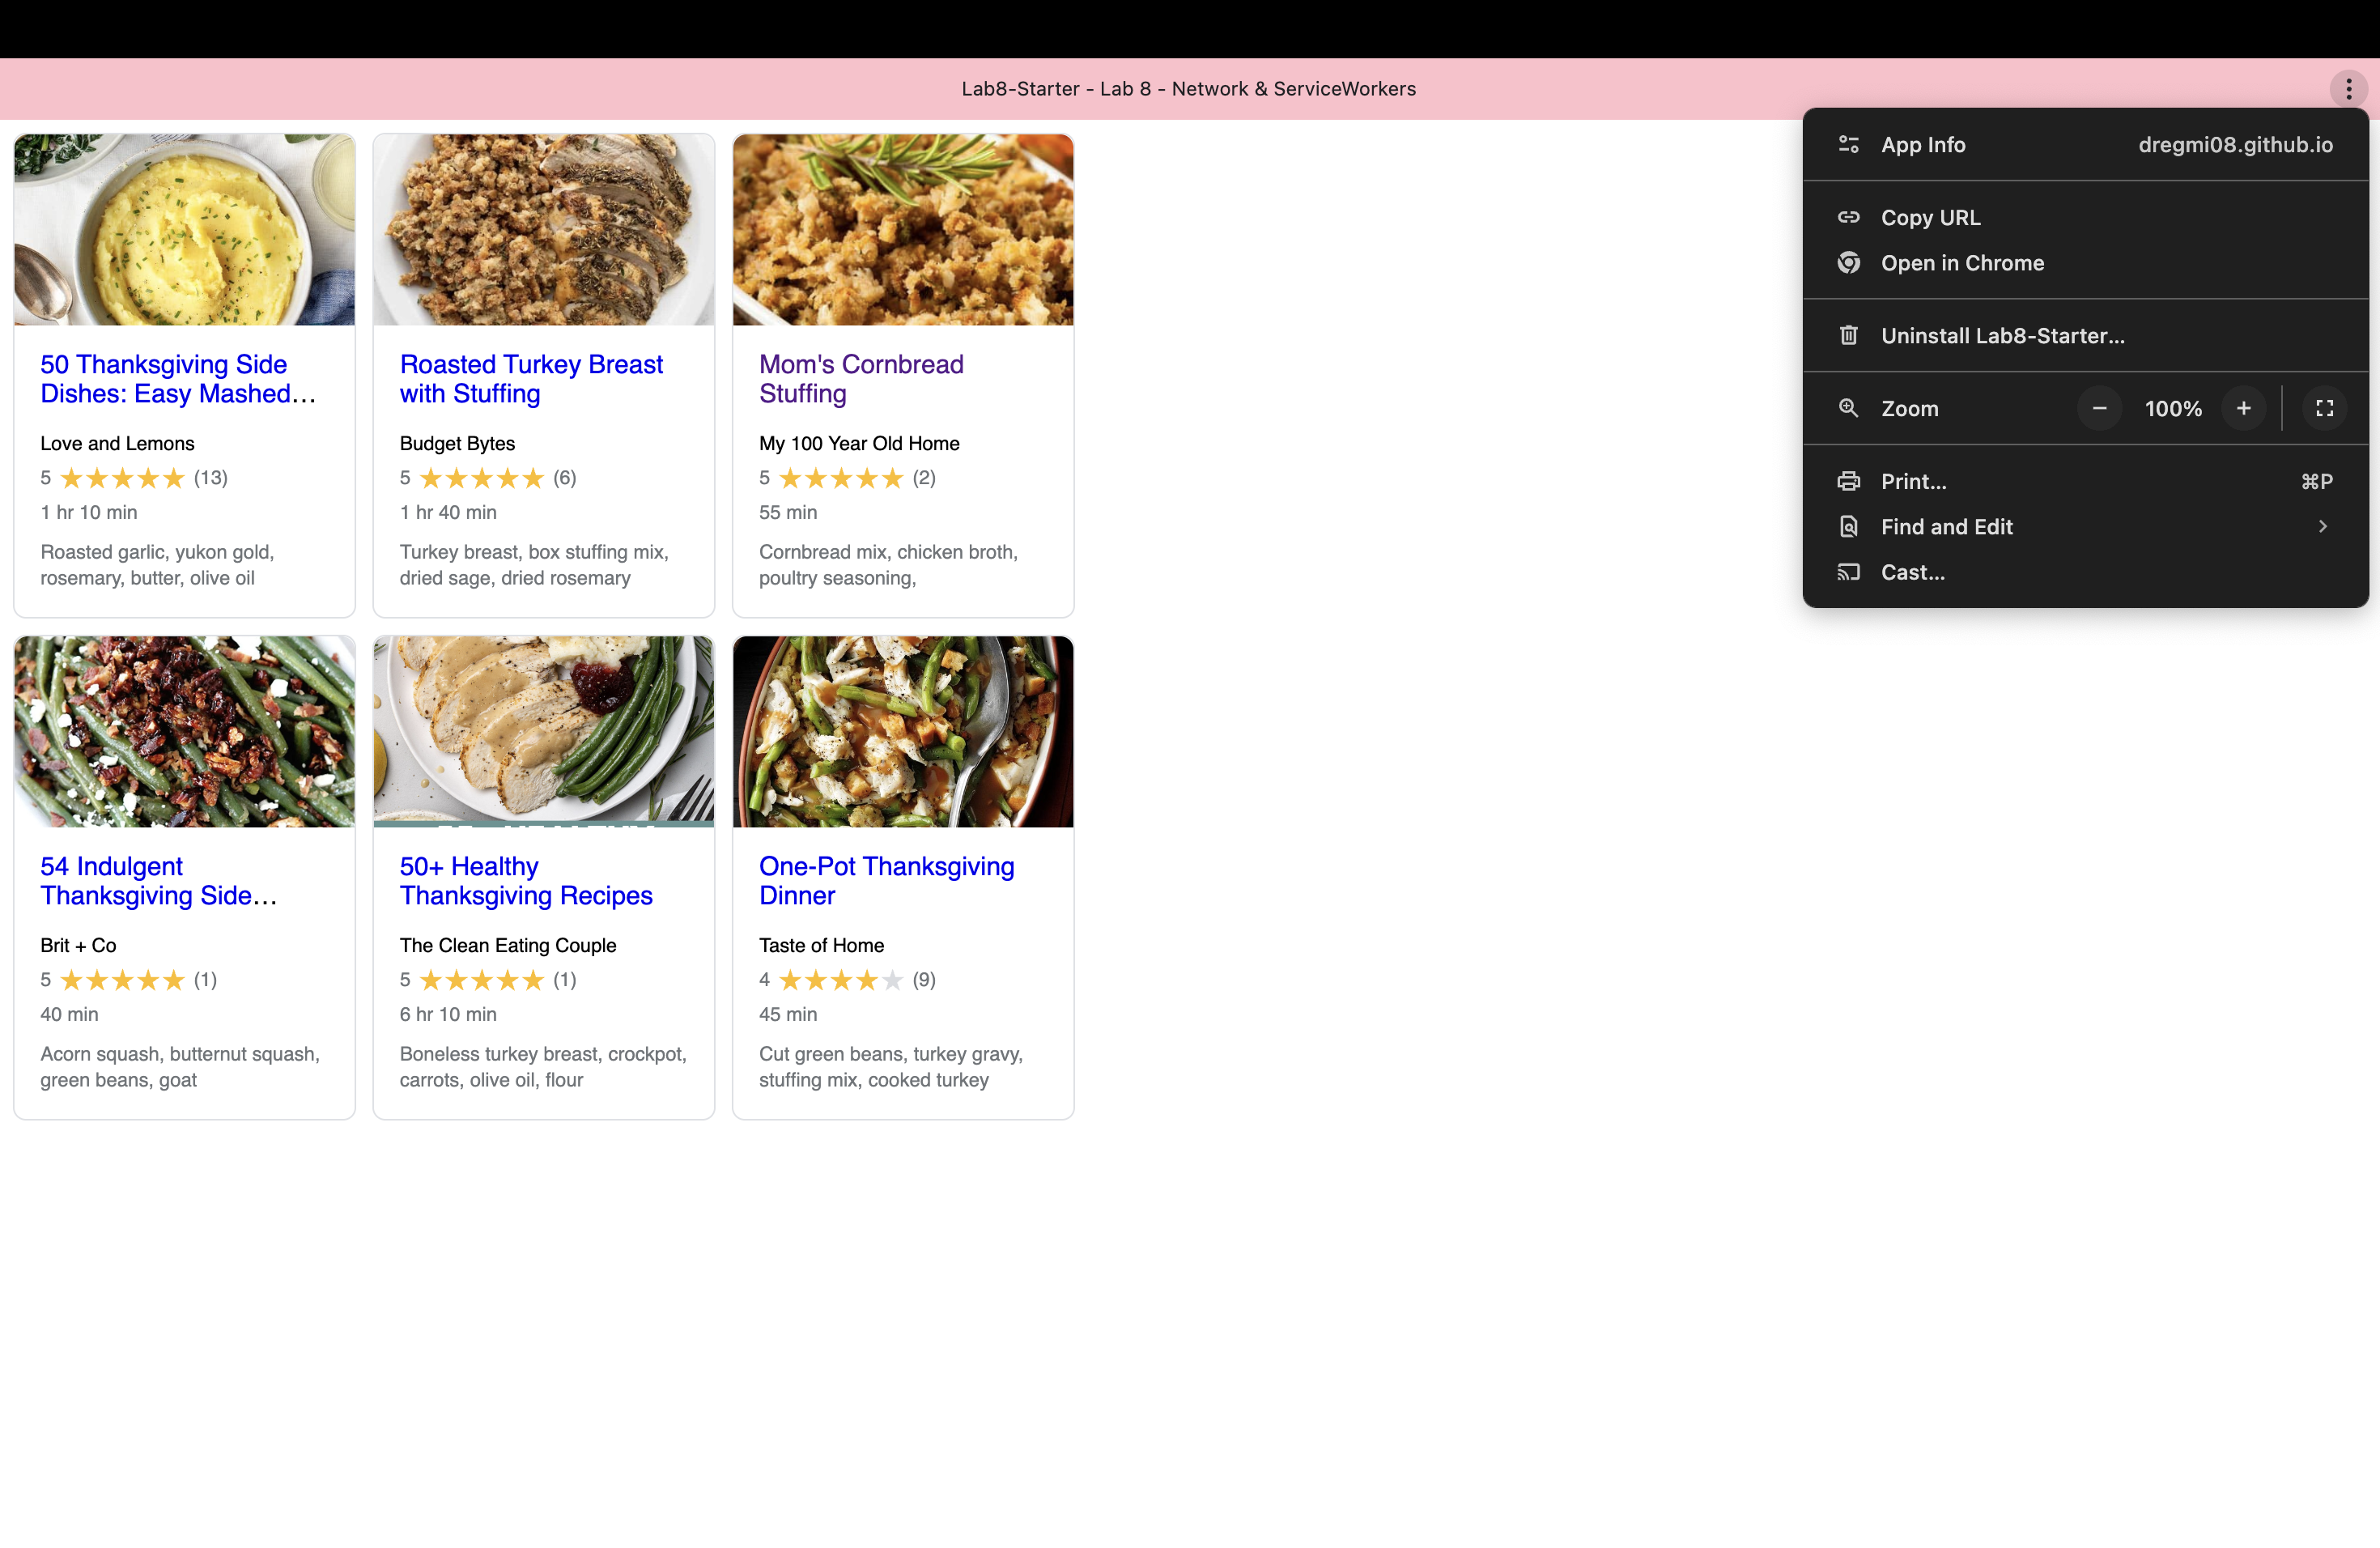 Lab8-Starter - Lab 8 - Network & ServiceWorkers
App Info dregmi08.github.io
Copy URL
Open in Chrome
Uninstall Lab8-Starter...
Zoom − 100% +
Print... ⌘P
Find and Edit
Cast...
50 Thanksgiving Side
Dishes: Easy Mashed...
Love and Lemons
5 ★★★★★ (13)
1 hr 10 min
Roasted garlic, yukon gold,
rosemary, butter, olive oil
Roasted Turkey Breast
with Stuffing
Budget Bytes
5 ★★★★★ (6)
1 hr 40 min
Turkey breast, box stuffing mix,
dried sage, dried rosemary
Mom's Cornbread
Stuffing
My 100 Year Old Home
5 ★★★★★ (2)
55 min
Cornbread mix, chicken broth,
poultry seasoning,
54 Indulgent
Thanksgiving Side...
Brit + Co
5 ★★★★★ (1)
40 min
Acorn squash, butternut squash,
green beans, goat
50+ Healthy
Thanksgiving Recipes
The Clean Eating Couple
5 ★★★★★ (1)
6 hr 10 min
Boneless turkey breast, crockpot,
carrots, olive oil, flour
One-Pot Thanksgiving
Dinner
Taste of Home
4 ★★★★★ (9)
45 min
Cut green beans, turkey gravy,
stuffing mix, cooked turkey